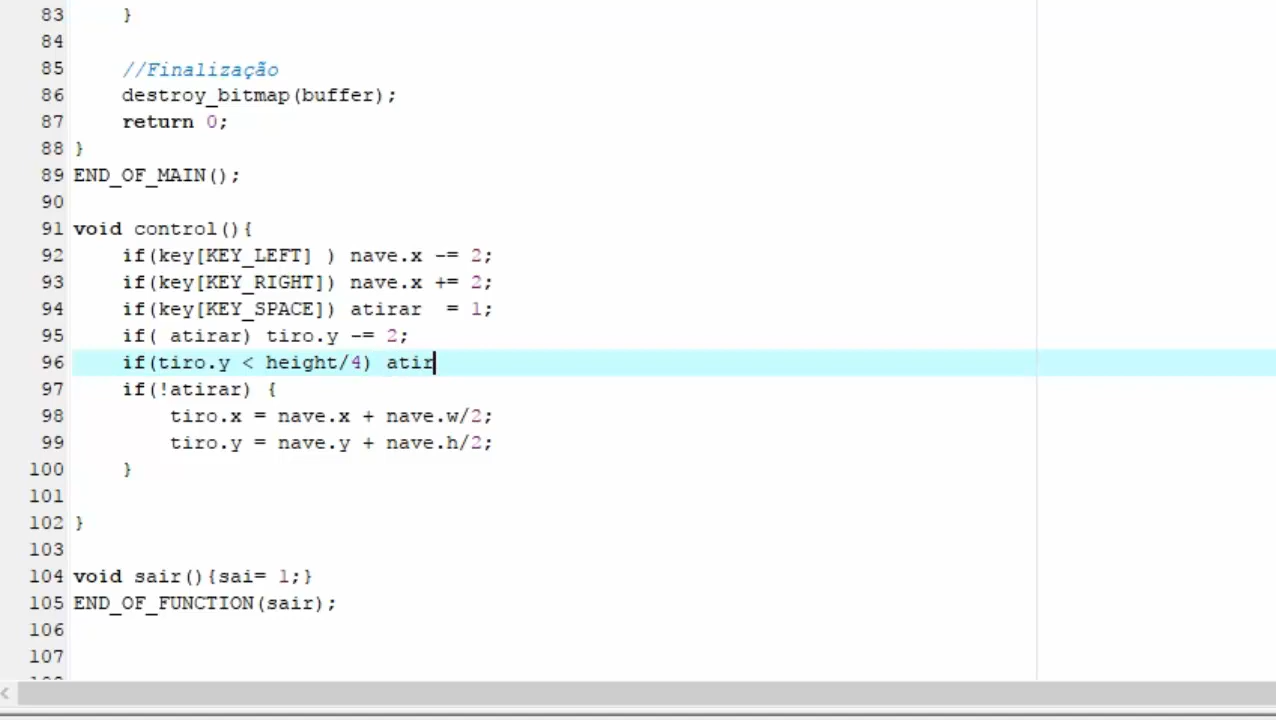 83 }
84
85 //Finalização
86 destroy_bitmap(buffer);
87 return 0;
88 }
89 END_OF_MAIN();
90
91 void control(){
92 if(key[KEY_LEFT] ) nave.x -= 2;
93 if(key[KEY_RIGHT]) nave.x += 2;
94 if(key[KEY_SPACE]) atirar  = 1;
95 if( atirar) tiro.y -= 2;
96 if(tiro.y < height/4) atir
97 if(!atirar) {
98 tiro.x = nave.x + nave.w/2;
99 tiro.y = nave.y + nave.h/2;
100 }
101
102 }
103
104 void sair(){sai= 1;}
105 END_OF_FUNCTION(sair);
106
107